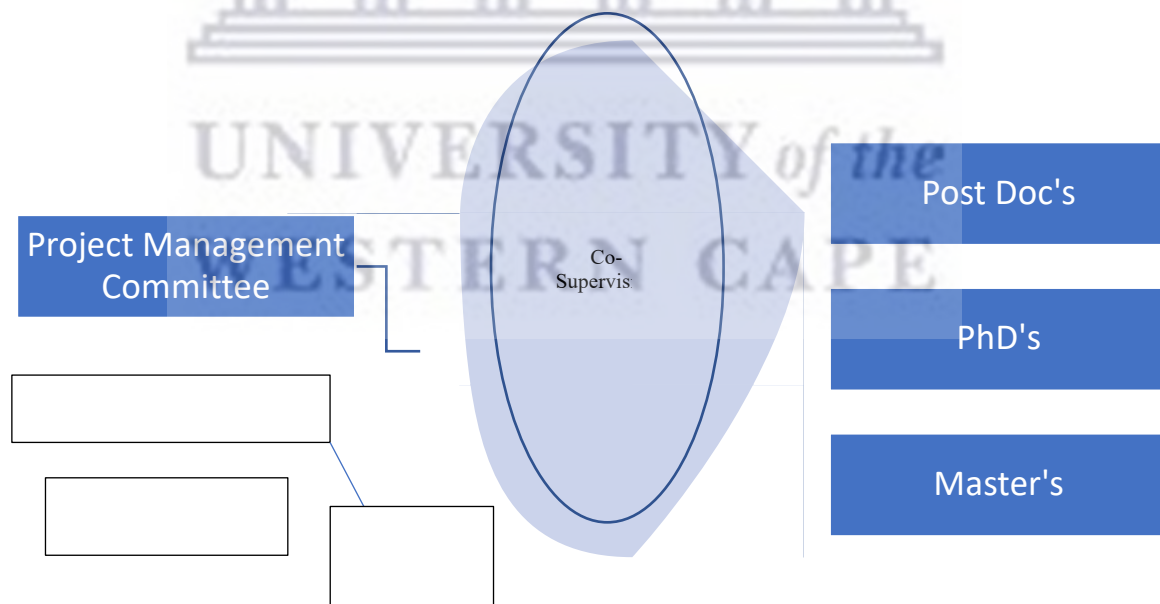 UNIVERSITY of the
WESTERN CAPE
Project Management
Committee
Co-
Supervis
Post Doc's
PhD's
Master's